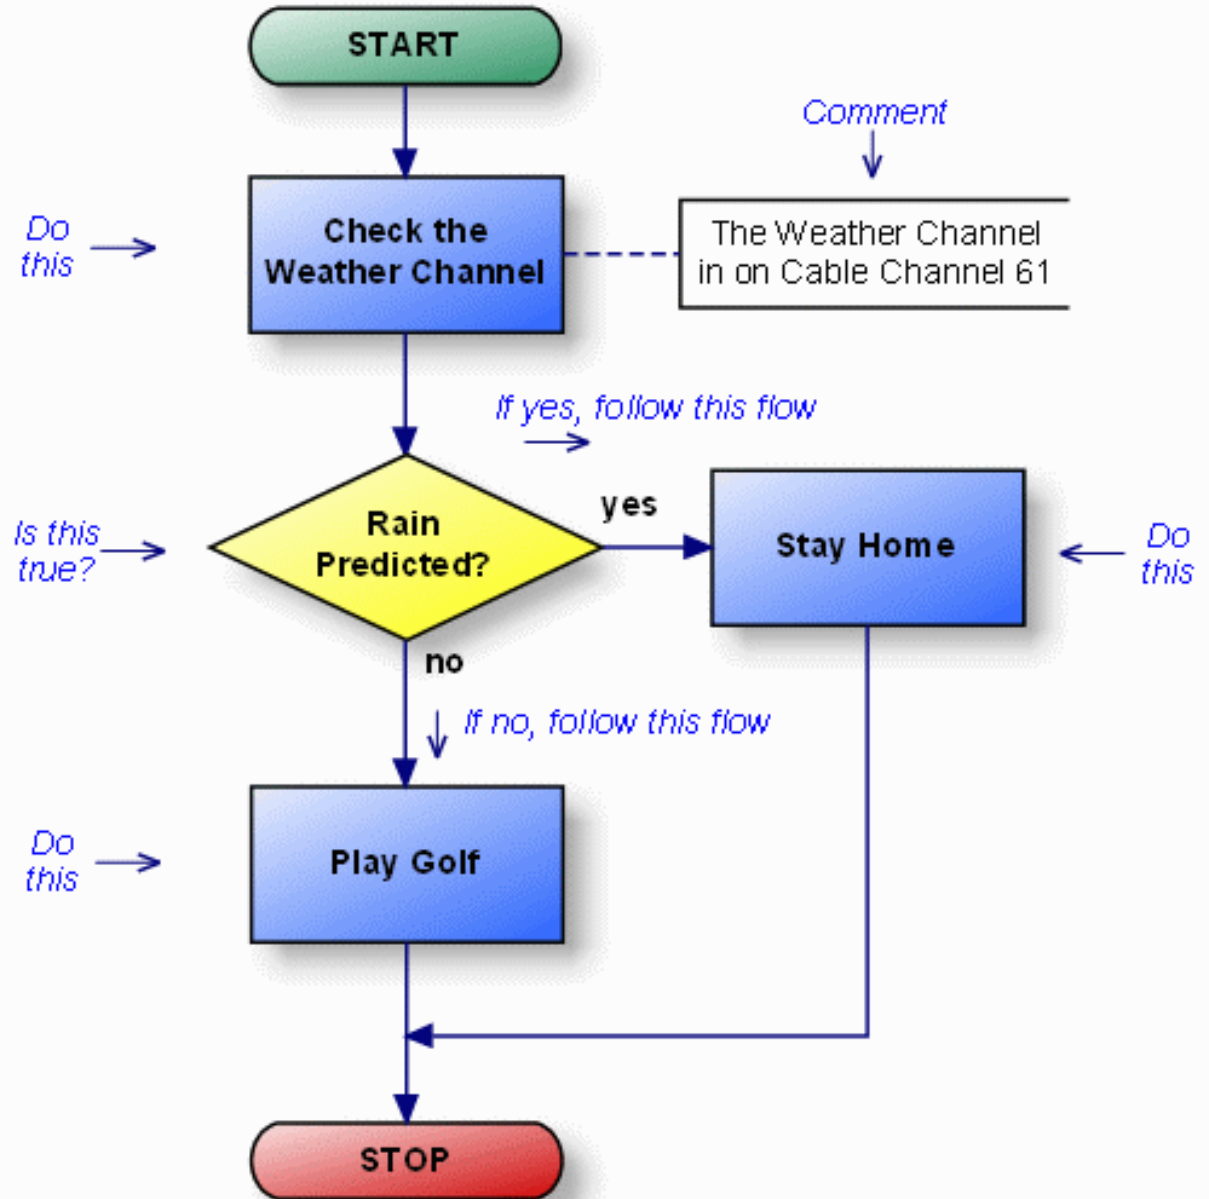 START
Comment
Do
this
Check the
Weather Channel
The Weather Channel
in on Cable Channel 61
If yes, follow this flow
Is this
true?
Rain
Predicted?
yes
Stay Home
Do
this
no
If no, follow this flow
Do
this
Play Golf
STOP